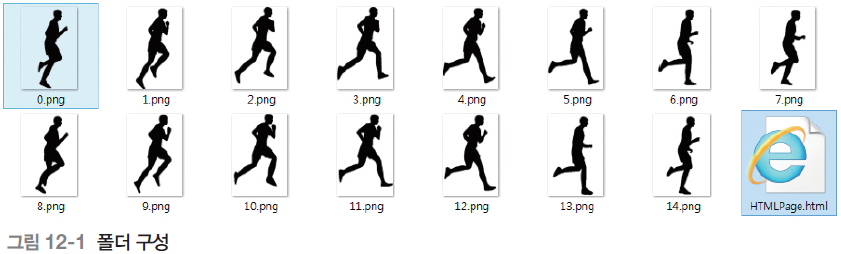 0.png 1.png 2.png 3.png 4.png 5.png 6.png 7.png
8.png 9.png 10.png 11.png 12.png 13.png 14.png HTMLPage.html
그림 12-1 폴더 구성